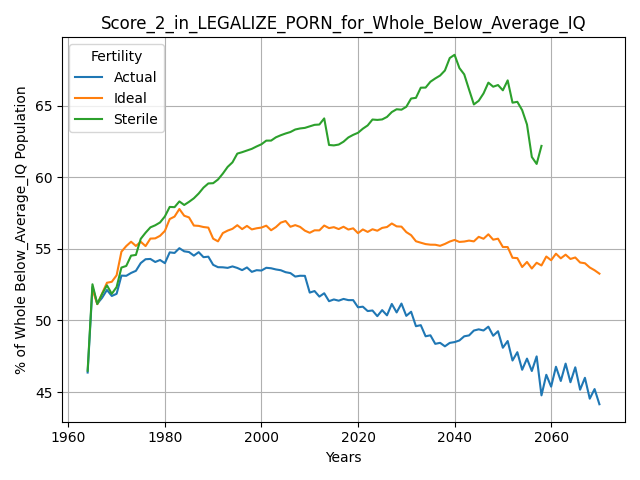 Score_2_in_LEGALIZE_PORN_for_Whole_Below_Average_IQ
Fertility
Actual
Ideal
Sterile
% of Whole Below_Average_IQ Population
65
60
55
50
45
1960
1980
2000
2020
2040
2060
Years